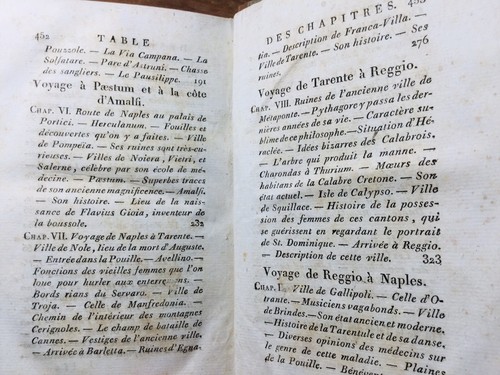 452 TABLE
Pouzzole. — La Via Campana. — La
Solfatare. — Parc d'Astruni. — Chasse
des sangliers. — Le Pausilippe. 191
Voyage à Pæstum et à la côte
d'Amalfi.
CHAP. VI. Route de Naples au palais de
Portici. — Herculanum. — Fouilles et
découvertes qu'on y a faites. — Ville
de Pompeïa. — Ses ruines sont très-cu-
rieuses. — Villes de Nocera, Vietri, et
Salerne, célèbre par son école de mé-
decine. — Pæstum. — Superbes traces
de son ancienne magnificence. — Amalfi.
— Son histoire. — Lieu de la nais-
sance de Flavius Gioia, inventeur de
la boussole. 232
CHAP. VII. Voyage de Naples à Tarente. —
Ville de Nole, lieu de la mort d'Auguste.
— Entrée dans la Pouille. — Avellino. —
Fonctions des vieilles femmes que l'on
loue pour hurler aux enterremens. —
Bords rians du Servaro. — Ville de
Troja. — Celle de Manfredonia. —
Chemin de l'intérieur des montagnes
Cerignoles. — Le champ de bataille de
Cannes. — Vestiges de l'ancienne ville.
— Arrivée à Barletta. — Ruines d'Egna-
DES CHAPITRES. 453
tia. — Description de Franca-Villa. —
Ville de Tarente. — Son histoire. — Ses
ruines. 276
Voyage de Tarente à Reggio.
CHAP. VIII. Ruines de l'ancienne ville de
Métaponte. — Pythagore y passa les der-
nières années de sa vie. — Caractère su-
blime de ce philosophe. — Situation d'Hé-
raclée. — Idées bizarres des Calabrois.
— L'arbre qui produit la manne. —
Charondas à Thurium. — Mœurs des
habitans de la Calabre Cretone. — Son
état actuel. — Isle de Calypso. — Ville
de Squillace. — Histoire de la posses-
sion des femmes de ces cantons, qui
se guérissent en regardant le portrait
de St. Dominique. — Arrivée à Reggio.
— Description de cette ville. 323
Voyage de Reggio à Naples.
CHAP. I. Ville de Gallipoli. — Celle d'O-
trante. — Musiciens vagabonds. — Ville
de Brindes. — Son état ancien et moderne.
— Histoire de la Tarentule et de sa danse.
— Diverses opinions des médecins sur
le genre de cette maladie. — Plaines
de la Pouille. — Bénévent